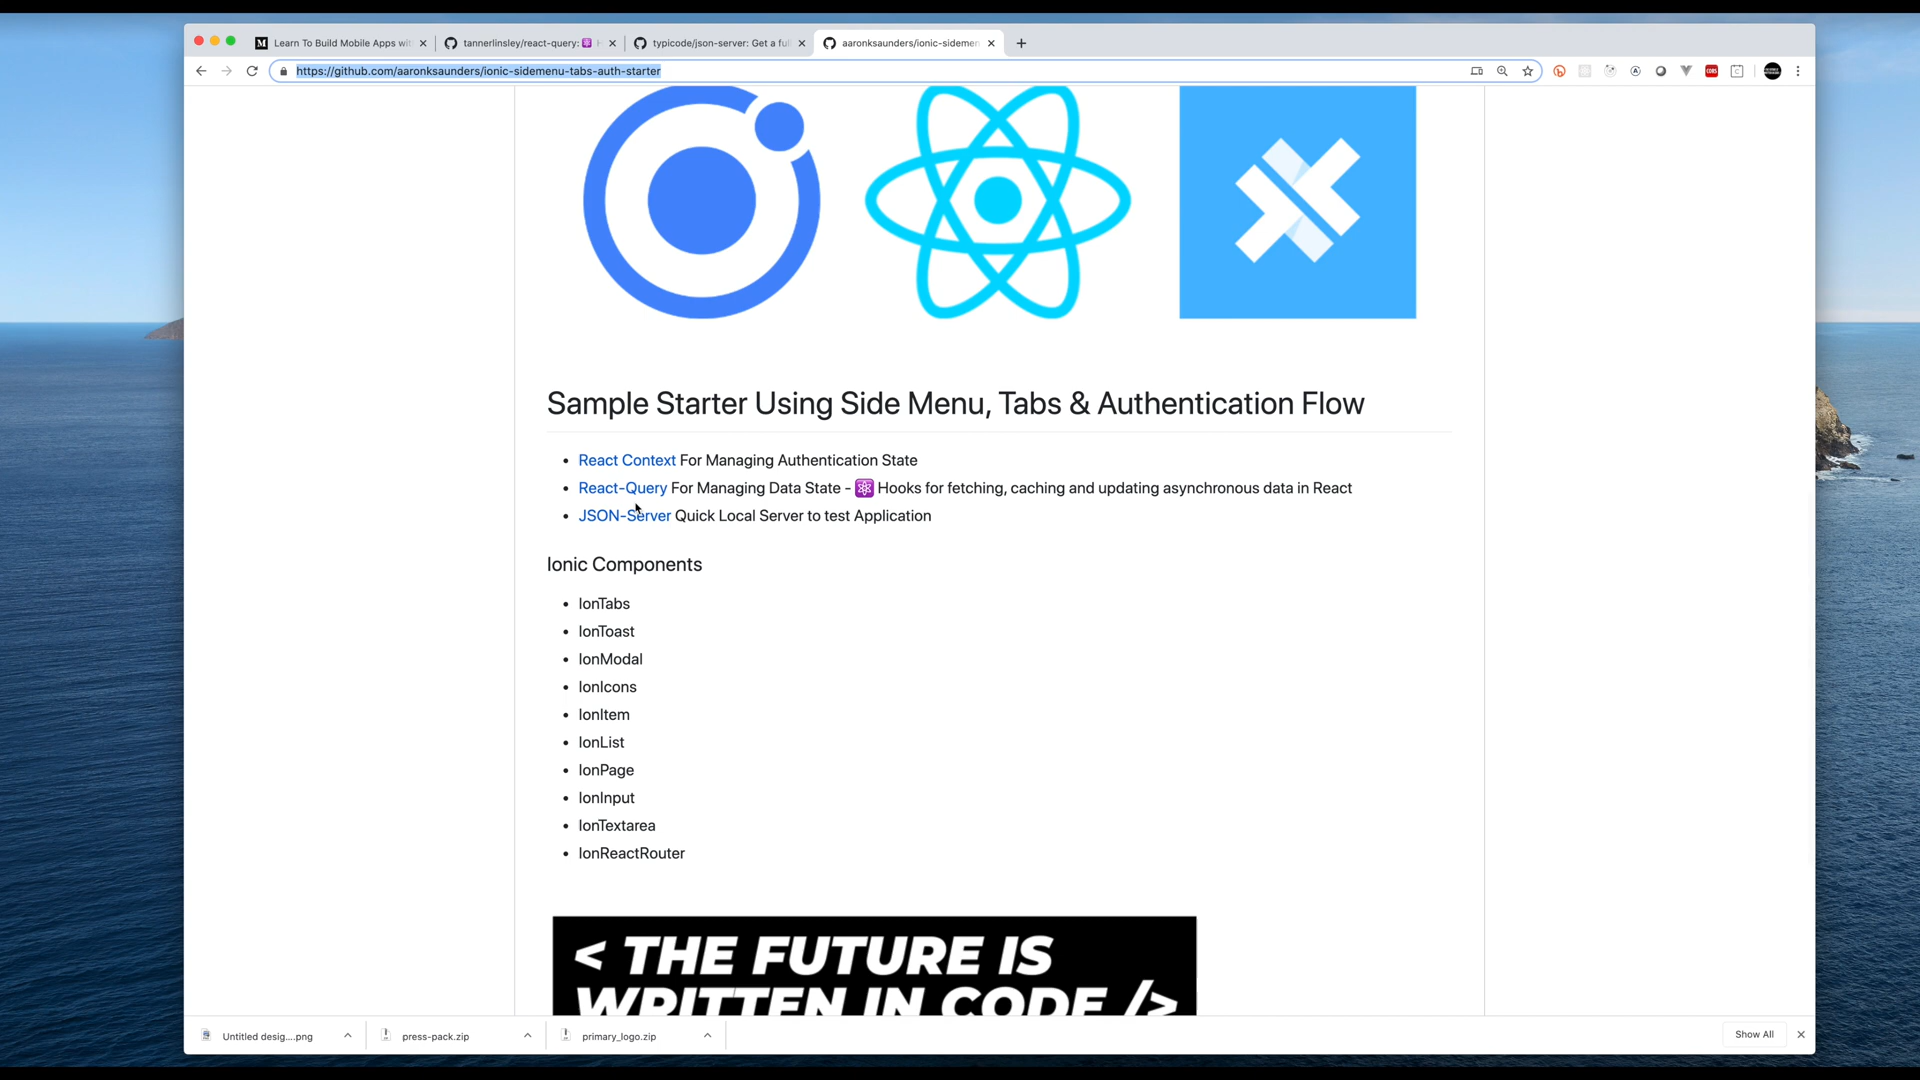 Learn To Build Mobile Apps wit
tannerlinsley/react-query: ⚛️ H
typicode/json-server: Get a ful
aaronksaunders/ionic-sidemen
https://github.com/aaronksaunders/ionic-sidemenu-tabs-auth-starter
Sample Starter Using Side Menu, Tabs & Authentication Flow
• React Context For Managing Authentication State
• React-Query For Managing Data State - ⚛️ Hooks for fetching, caching and updating asynchronous data in React
• JSON-Server Quick Local Server to test Application
Ionic Components
• IonTabs
• IonToast
• IonModal
• IonIcons
• IonItem
• IonList
• IonPage
• IonInput
• IonTextarea
• IonReactRouter
< THE FUTURE IS
WRITTEN IN CODE />
Untitled desig....png
press-pack.zip
primary_logo.zip
Show All